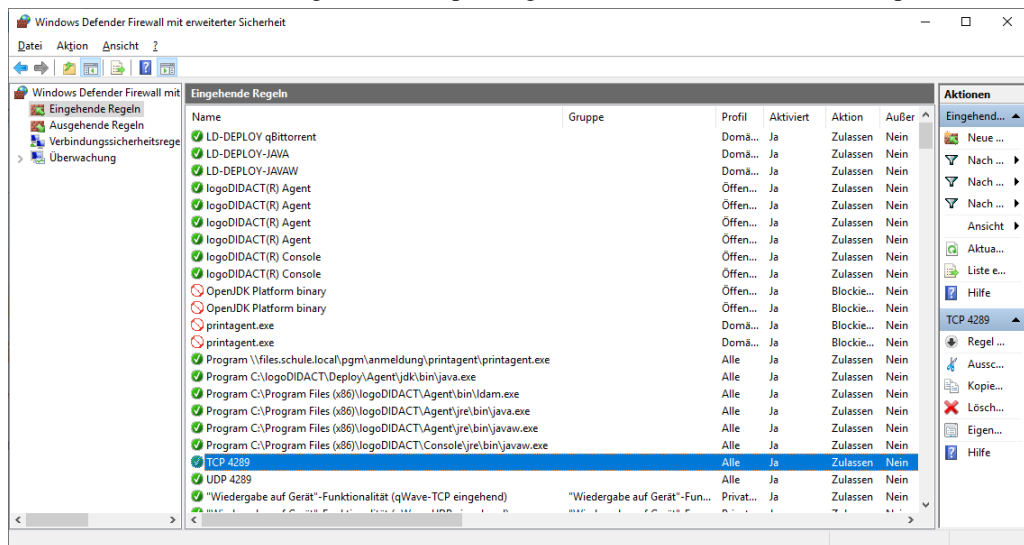 Windows Defender Firewall mit erweiterter Sicherheit
Datei Aktion Ansicht ?
Windows Defender Firewall mit
Eingehende Regeln
Ausgehende Regeln
Verbindungssicherheitsrege
Überwachung
Eingehende Regeln
Name Gruppe Profil Aktiviert Aktion Außer
LD-DEPLOY qBittorrent Domä... Ja Zulassen Nein
LD-DEPLOY-JAVA Domä... Ja Zulassen Nein
LD-DEPLOY-JAVAW Domä... Ja Zulassen Nein
logoDIDACT(R) Agent Öffen... Ja Zulassen Nein
logoDIDACT(R) Agent Öffen... Ja Zulassen Nein
logoDIDACT(R) Agent Öffen... Ja Zulassen Nein
logoDIDACT(R) Agent Öffen... Ja Zulassen Nein
logoDIDACT(R) Console Öffen... Ja Zulassen Nein
logoDIDACT(R) Console Öffen... Ja Zulassen Nein
OpenJDK Platform binary Öffen... Ja Blockie... Nein
OpenJDK Platform binary Öffen... Ja Blockie... Nein
printagent.exe Domä... Ja Blockie... Nein
printagent.exe Domä... Ja Blockie... Nein
Program \\files.schule.local\pgm\anmeldung\printagent\printagent.exe Alle Ja Zulassen Nein
Program C:\logoDIDACT\Deploy\Agent\jdk\bin\java.exe Alle Ja Zulassen Nein
Program C:\Program Files (x86)\logoDIDACT\Agent\bin\ldam.exe Alle Ja Zulassen Nein
Program C:\Program Files (x86)\logoDIDACT\Agent\jre\bin\java.exe Alle Ja Zulassen Nein
Program C:\Program Files (x86)\logoDIDACT\Agent\jre\bin\javaw.exe Alle Ja Zulassen Nein
Program C:\Program Files (x86)\logoDIDACT\Console\jre\bin\javaw.exe Alle Ja Zulassen Nein
TCP 4289 Alle Ja Zulassen Nein
UDP 4289 Alle Ja Zulassen Nein
"Wiedergabe auf Gerät"-Funktionalität (qWave-TCP eingehend) "Wiedergabe auf Gerät"-Fun... Privat... Ja Zulassen Nein
Aktionen
Eingehend...
Neue ...
Nach ...
Nach ...
Nach ...
Ansicht
Aktua...
Liste e...
Hilfe
TCP 4289
Regel ...
Aussc...
Kopie...
Lösch...
Eigen...
Hilfe